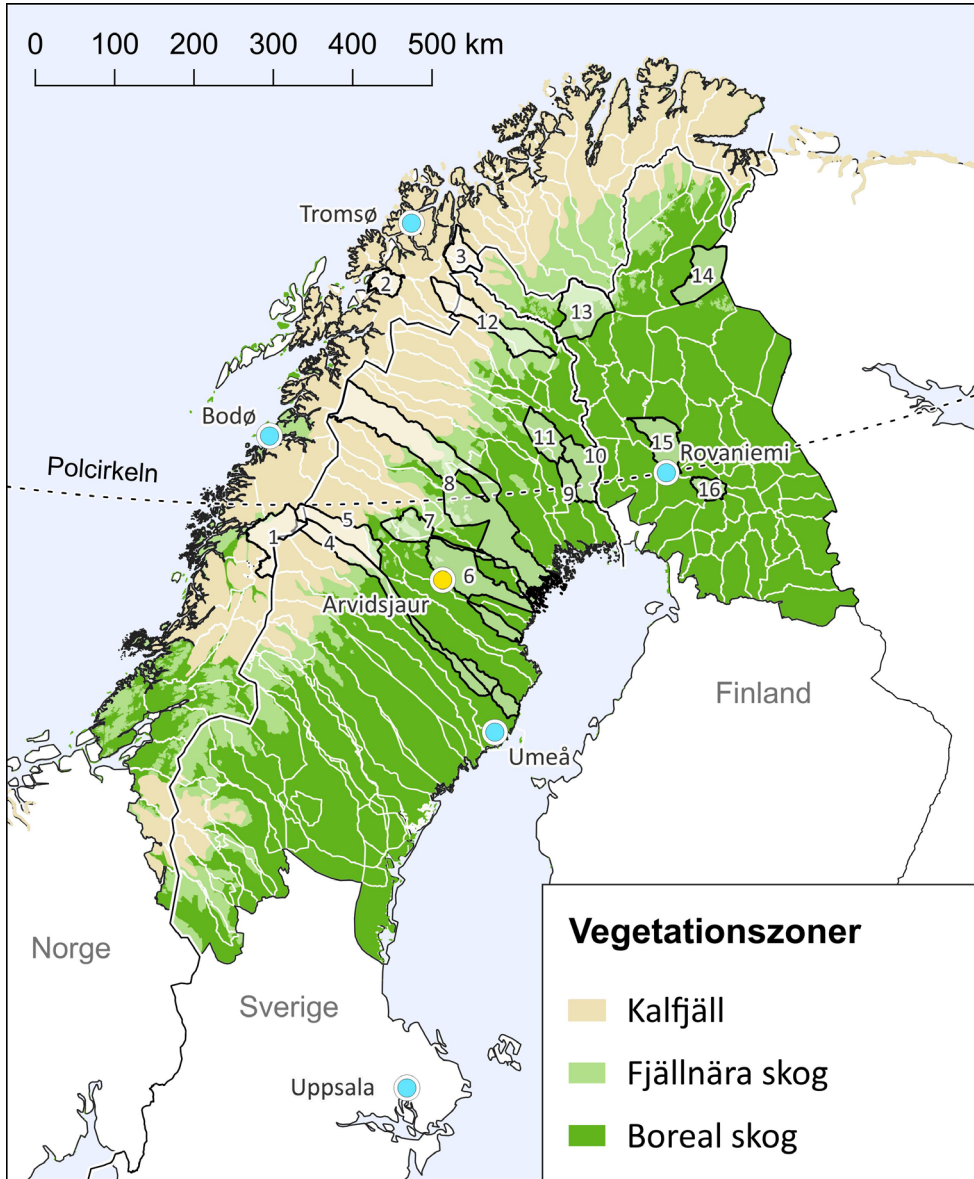 0 100 200 300 400 500 km
Tromsø
3
2
14
13
12
Bodø
11
10
15
Rovaniemi
Polcirkeln
8
9
16
5
7
1
4
6
Arvidsjaur
Finland
Umeå
Norge
Sverige
Uppsala
Vegetationszoner
Kalfjäll
Fjällnära skog
Boreal skog